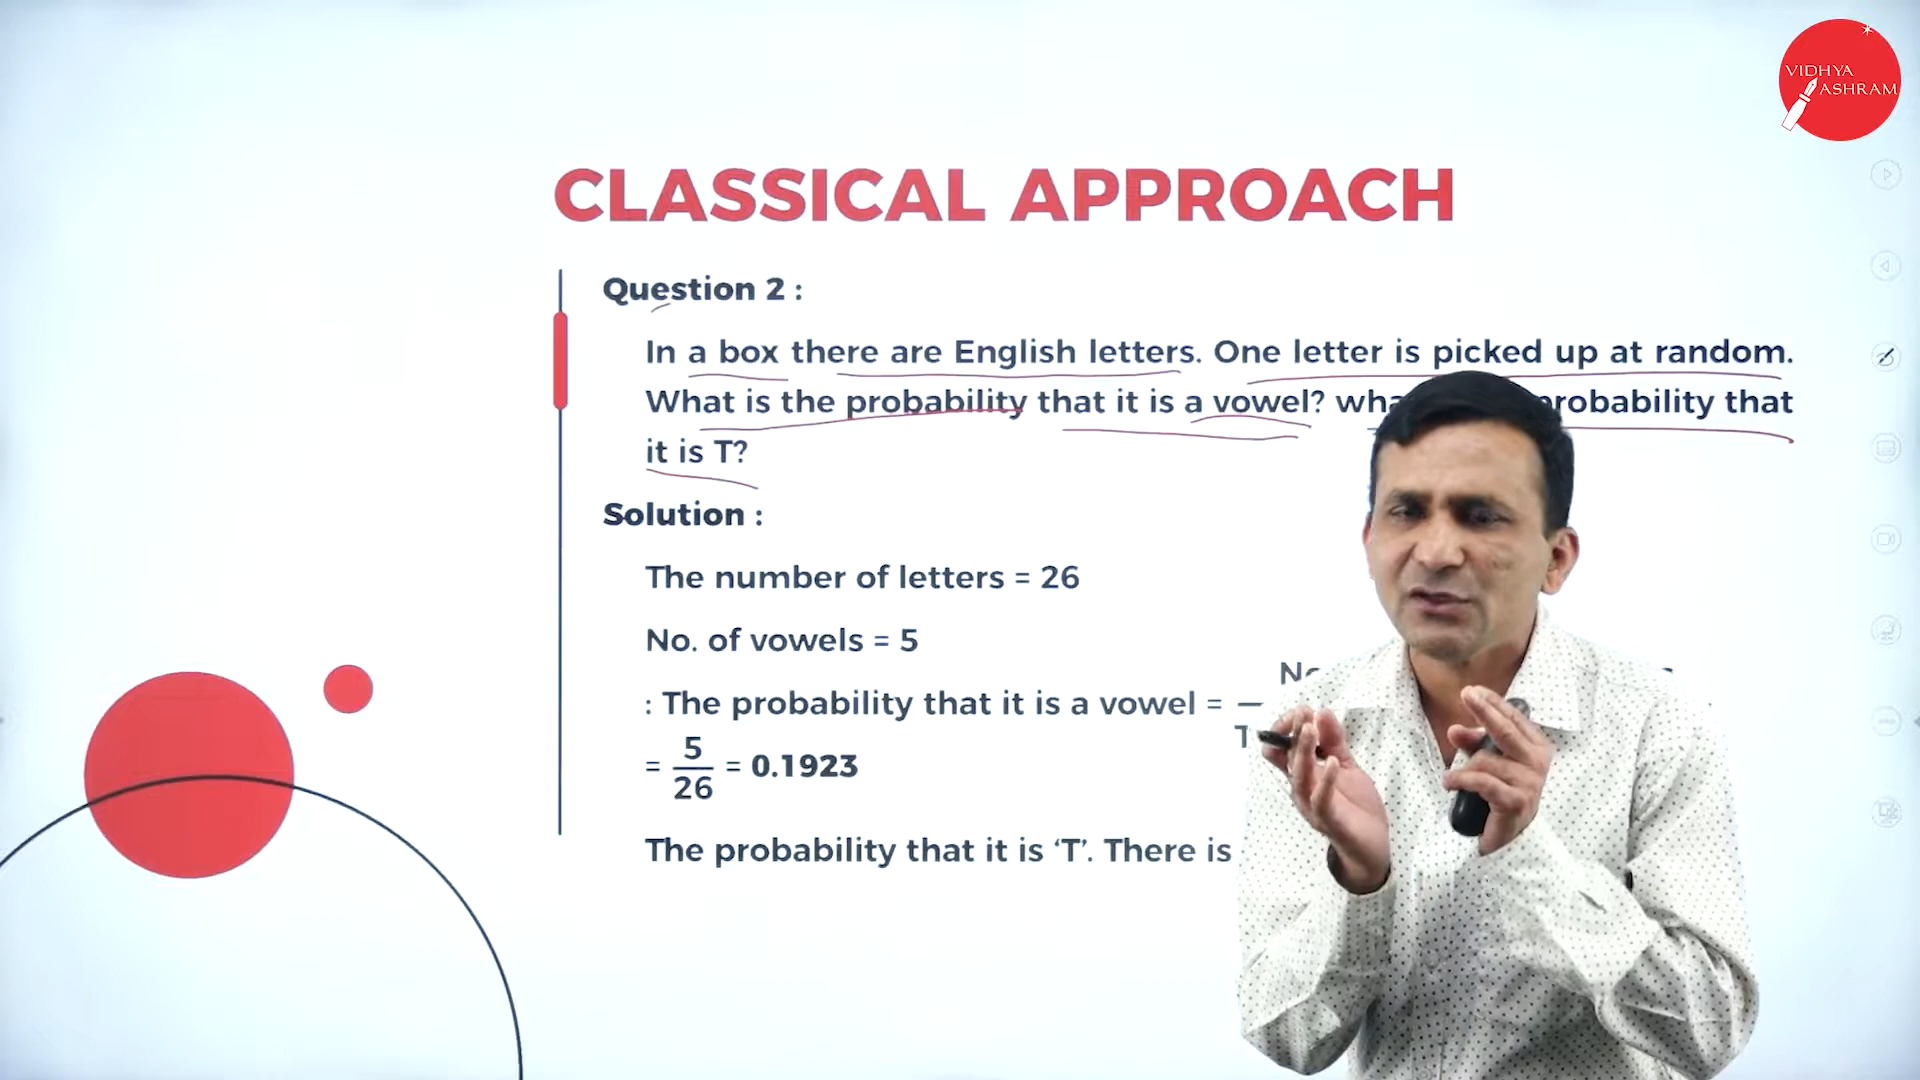 VIDHYA
ASHRAM
CLASSICAL APPROACH
Question 2 :
In a box there are English letters. One letter is picked up at random.
What is the probability that it is a vowel? probability that
it is T?
Solution :
The number of letters = 26
No. of vowels = 5
: The probability that it is a vowel =
= 5/26 = 0.1923
The probability that it is ‘T’. There is